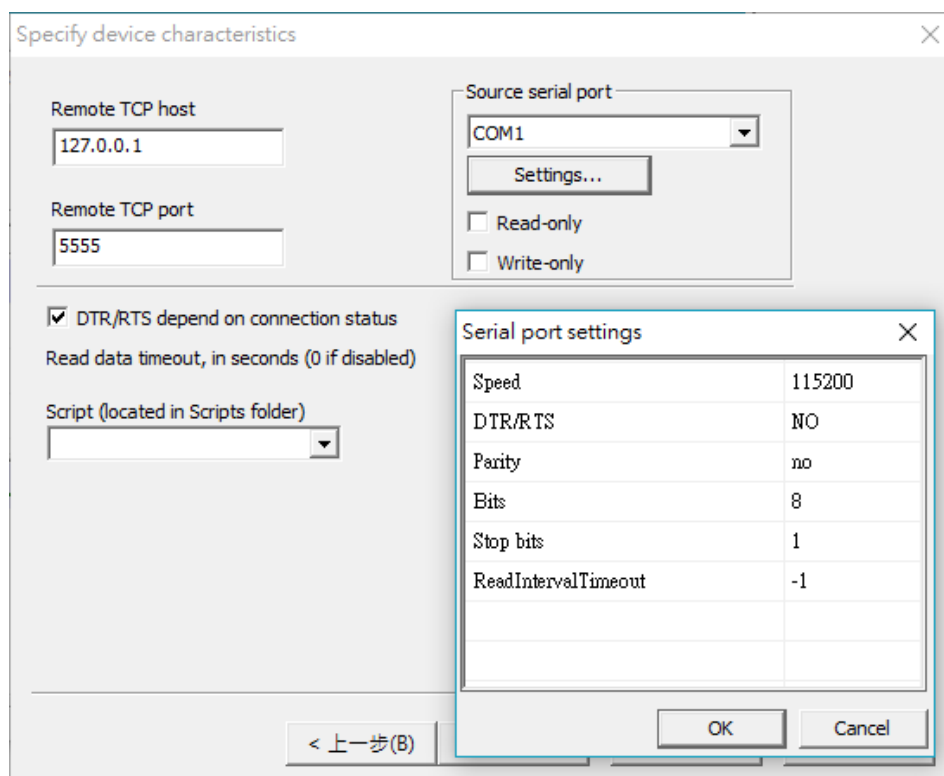 Specify device characteristics
Remote TCP host
127.0.0.1
Remote TCP port
5555
Source serial port
COM1
Settings...
Read-only
Write-only
DTR/RTS depend on connection status
Read data timeout, in seconds (0 if disabled)
Script (located in Scripts folder)
Serial port settings
Speed 115200
DTR/RTS NO
Parity no
Bits 8
Stop bits 1
ReadIntervalTimeout -1
OK Cancel
< 上一步(B)